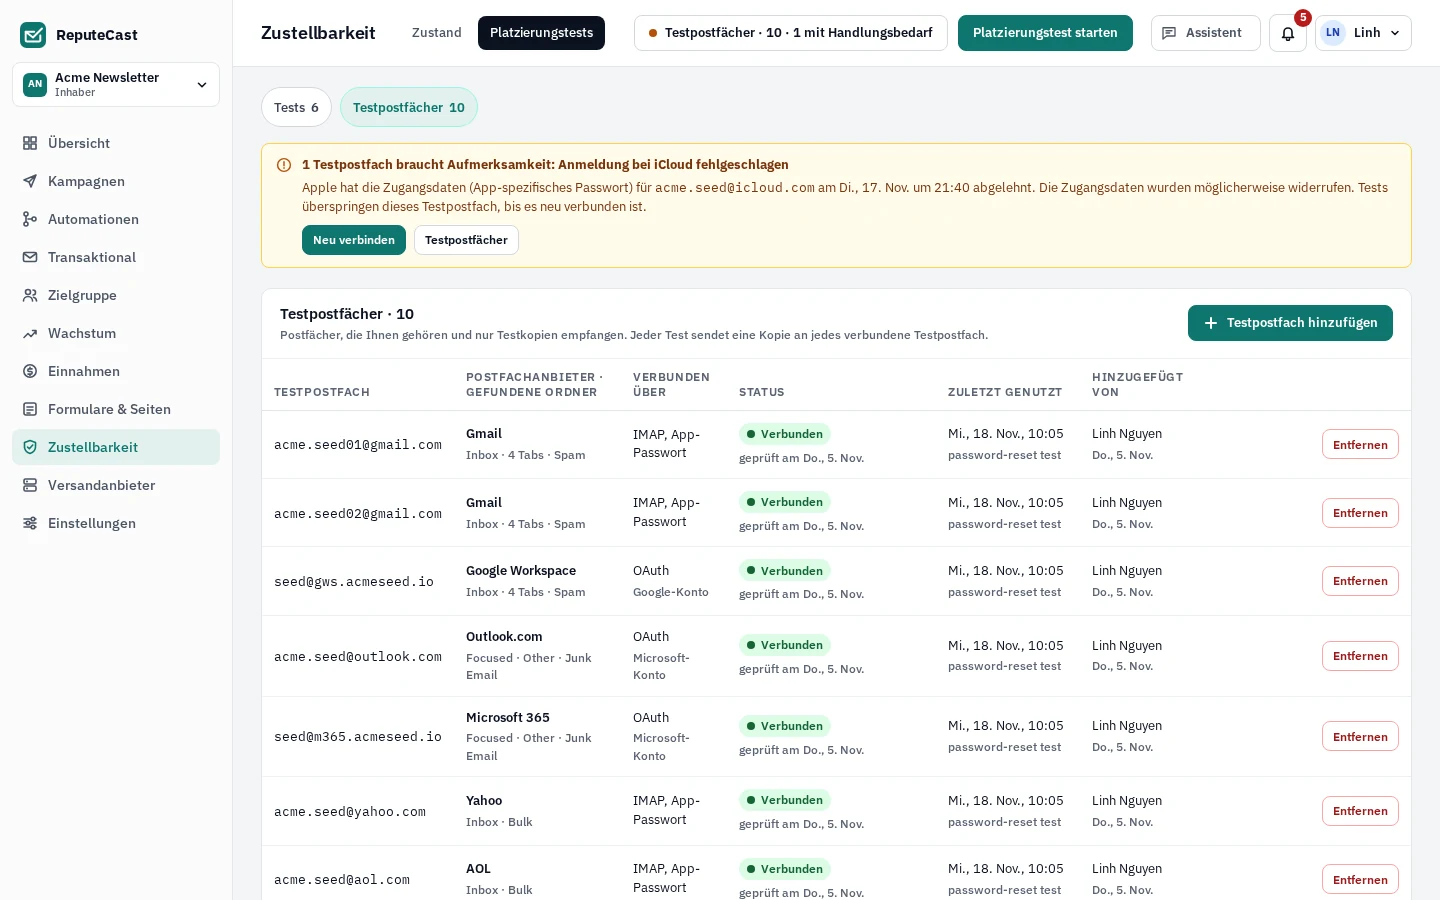 ReputeCast
AN
Acme Newsletter
Inhaber
Übersicht
Kampagnen
Automationen
Transaktional
Zielgruppe
Wachstum
Einnahmen
Formulare & Seiten
Zustellbarkeit
Versandanbieter
Einstellungen
Zustellbarkeit
Zustand
Platzierungstests
Testpostfächer · 10 · 1 mit Handlungsbedarf
Platzierungstest starten
Assistent
5
LN
Linh
Tests 6
Testpostfächer 10
1 Testpostfach braucht Aufmerksamkeit: Anmeldung bei iCloud fehlgeschlagen
Apple hat die Zugangsdaten (App-spezifisches Passwort) für acme.seed@icloud.com am Di., 17. Nov. um 21:40 abgelehnt. Die Zugangsdaten wurden möglicherweise widerrufen. Tests
überspringen dieses Testpostfach, bis es neu verbunden ist.
Neu verbinden
Testpostfächer
Testpostfächer · 10
Postfächer, die Ihnen gehören und nur Testkopien empfangen. Jeder Test sendet eine Kopie an jedes verbundene Testpostfach.
Testpostfach hinzufügen
TESTPOSTFACH
POSTFACHANBIETER ·
GEFUNDENE ORDNER
VERBUNDEN
ÜBER
STATUS
ZULETZT GENUTZT
HINZUGEFÜGT
VON
acme.seed01@gmail.com
Gmail
Inbox · 4 Tabs · Spam
IMAP, App-
Passwort
Verbunden
geprüft am Do., 5. Nov.
Mi., 18. Nov., 10:05
password-reset test
Linh Nguyen
Do., 5. Nov.
Entfernen
acme.seed02@gmail.com
Gmail
Inbox · 4 Tabs · Spam
IMAP, App-
Passwort
Verbunden
geprüft am Do., 5. Nov.
Mi., 18. Nov., 10:05
password-reset test
Linh Nguyen
Do., 5. Nov.
Entfernen
seed@gws.acmeseed.io
Google Workspace
Inbox · 4 Tabs · Spam
OAuth
Google-Konto
Verbunden
geprüft am Do., 5. Nov.
Mi., 18. Nov., 10:05
password-reset test
Linh Nguyen
Do., 5. Nov.
Entfernen
acme.seed@outlook.com
Outlook.com
Focused · Other · Junk
Email
OAuth
Microsoft-
Konto
Verbunden
geprüft am Do., 5. Nov.
Mi., 18. Nov., 10:05
password-reset test
Linh Nguyen
Do., 5. Nov.
Entfernen
seed@m365.acmeseed.io
Microsoft 365
Focused · Other · Junk
Email
OAuth
Microsoft-
Konto
Verbunden
geprüft am Do., 5. Nov.
Mi., 18. Nov., 10:05
password-reset test
Linh Nguyen
Do., 5. Nov.
Entfernen
acme.seed@yahoo.com
Yahoo
Inbox · Bulk
IMAP, App-
Passwort
Verbunden
geprüft am Do., 5. Nov.
Mi., 18. Nov., 10:05
password-reset test
Linh Nguyen
Do., 5. Nov.
Entfernen
acme.seed@aol.com
AOL
Inbox · Bulk
IMAP, App-
Passwort
Verbunden
geprüft am Do., 5. Nov.
Mi., 18. Nov., 10:05
password-reset test
Linh Nguyen
Do., 5. Nov.
Entfernen